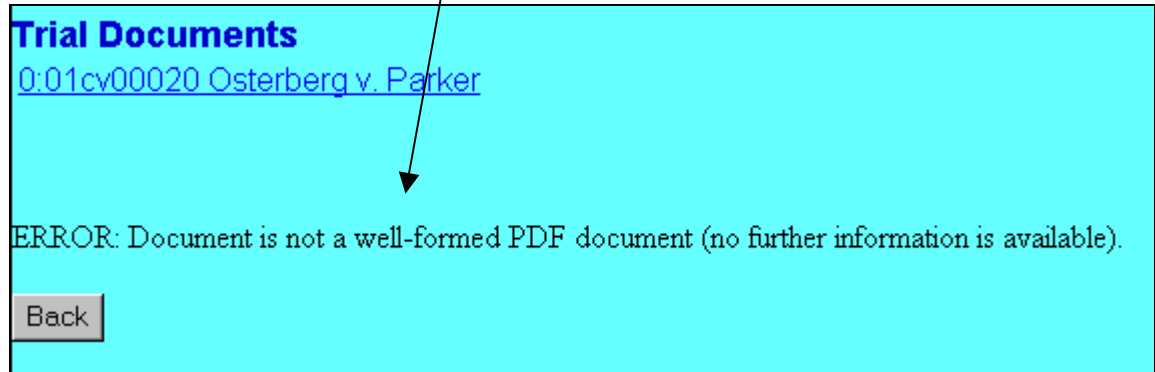 Trial Documents
0:01cv00020 Osterberg v. Parker
ERROR: Document is not a well-formed PDF document (no further information is available).
Back